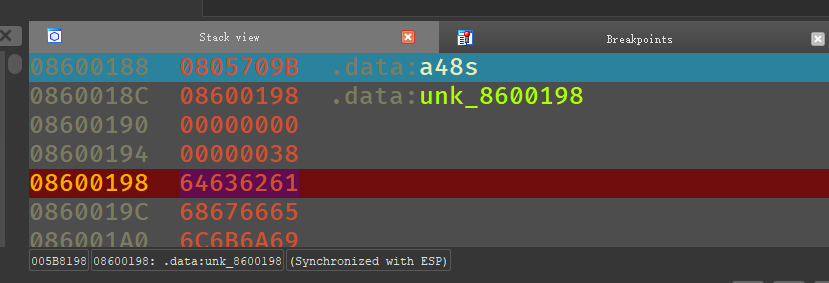 Stack view
Breakpoints
08600188 0805709B .data:a48s
0860018C 08600198 .data:unk_8600198
08600190 00000000
08600194 00000038
08600198 64636261
0860019C 68676665
086001A0 6C6B6A69
005B8198 08600198: .data:unk_8600198 (Synchronized with ESP)